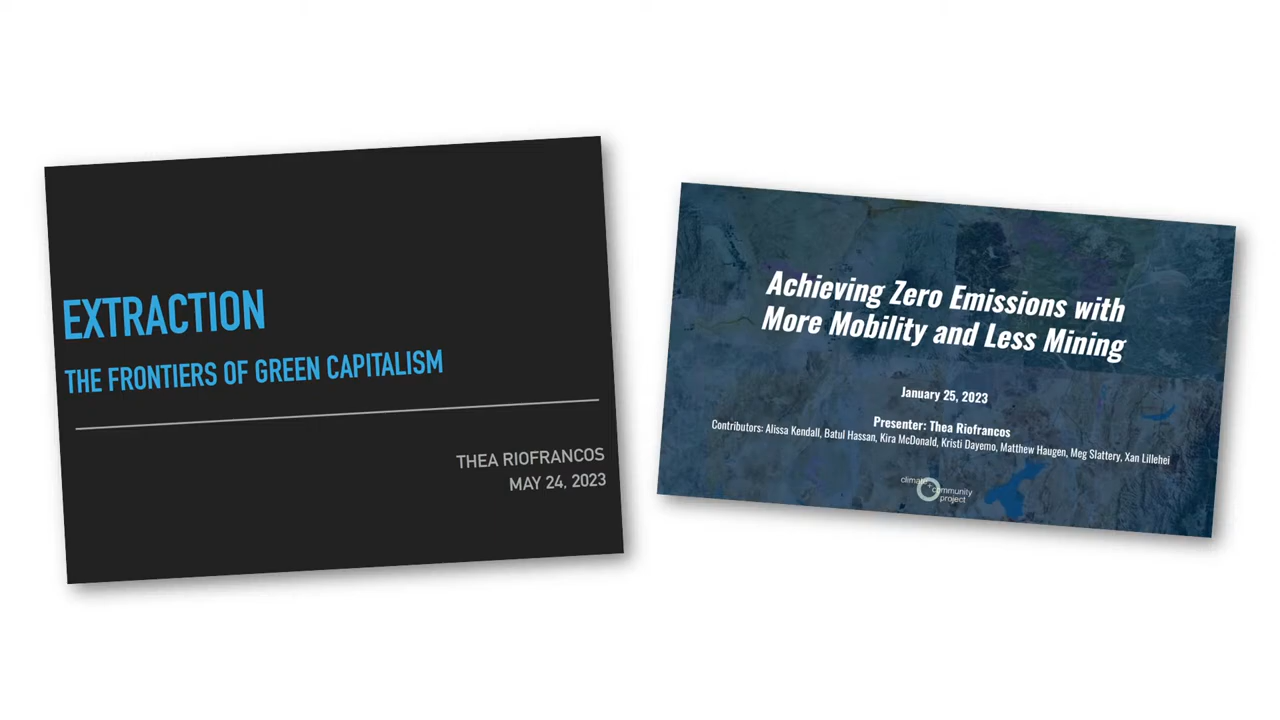 EXTRACTION
THE FRONTIERS OF GREEN CAPITALISM
THEA RIOFRANCOS
MAY 24, 2023
Achieving Zero Emissions with
More Mobility and Less Mining
January 25, 2023
Presenter: Thea Riofrancos
Contributors: Alissa Kendall, Batul Hassan, Kira McDonald, Kristi Dayemo, Matthew Haugen, Meg Slattery, Xan Lillehei
climate +
community
project